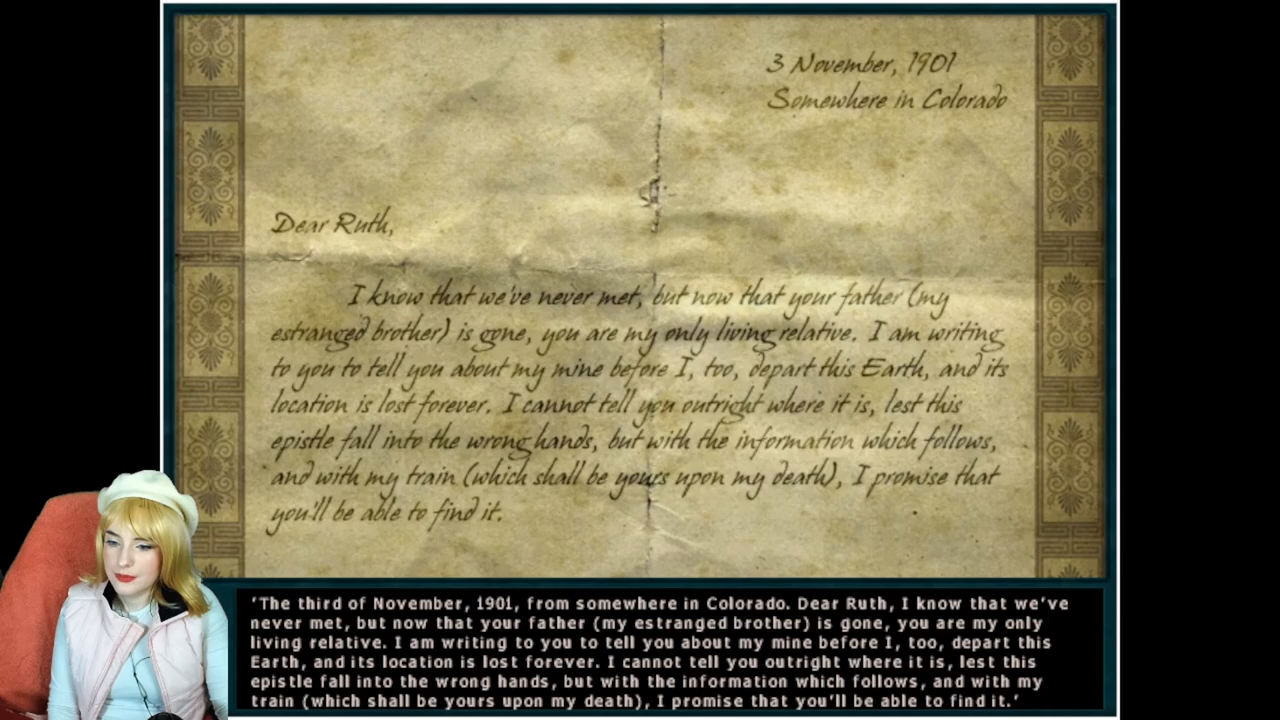 3 November, 1901
Somewhere in Colorado
Dear Ruth,
I know that we've never met, but now that your father (my
estranged brother) is gone, you are my only living relative. I am writing
to you to tell you about my mine before I, too, depart this Earth, and its
location is lost forever. I cannot tell you outright where it is, lest this
epistle fall into the wrong hands, but with the information which follows,
and with my train (which shall be yours upon my death), I promise that
you'll be able to find it.
'The third of November, 1901, from somewhere in Colorado. Dear Ruth, I know that we've
never met, but now that your father (my estranged brother) is gone, you are my only
living relative. I am writing to you to tell you about my mine before I, too, depart this
Earth, and its location is lost forever. I cannot tell you outright where it is, lest this
epistle fall into the wrong hands, but with the information which follows, and with my
train (which shall be yours upon my death), I promise that you'll be able to find it.'